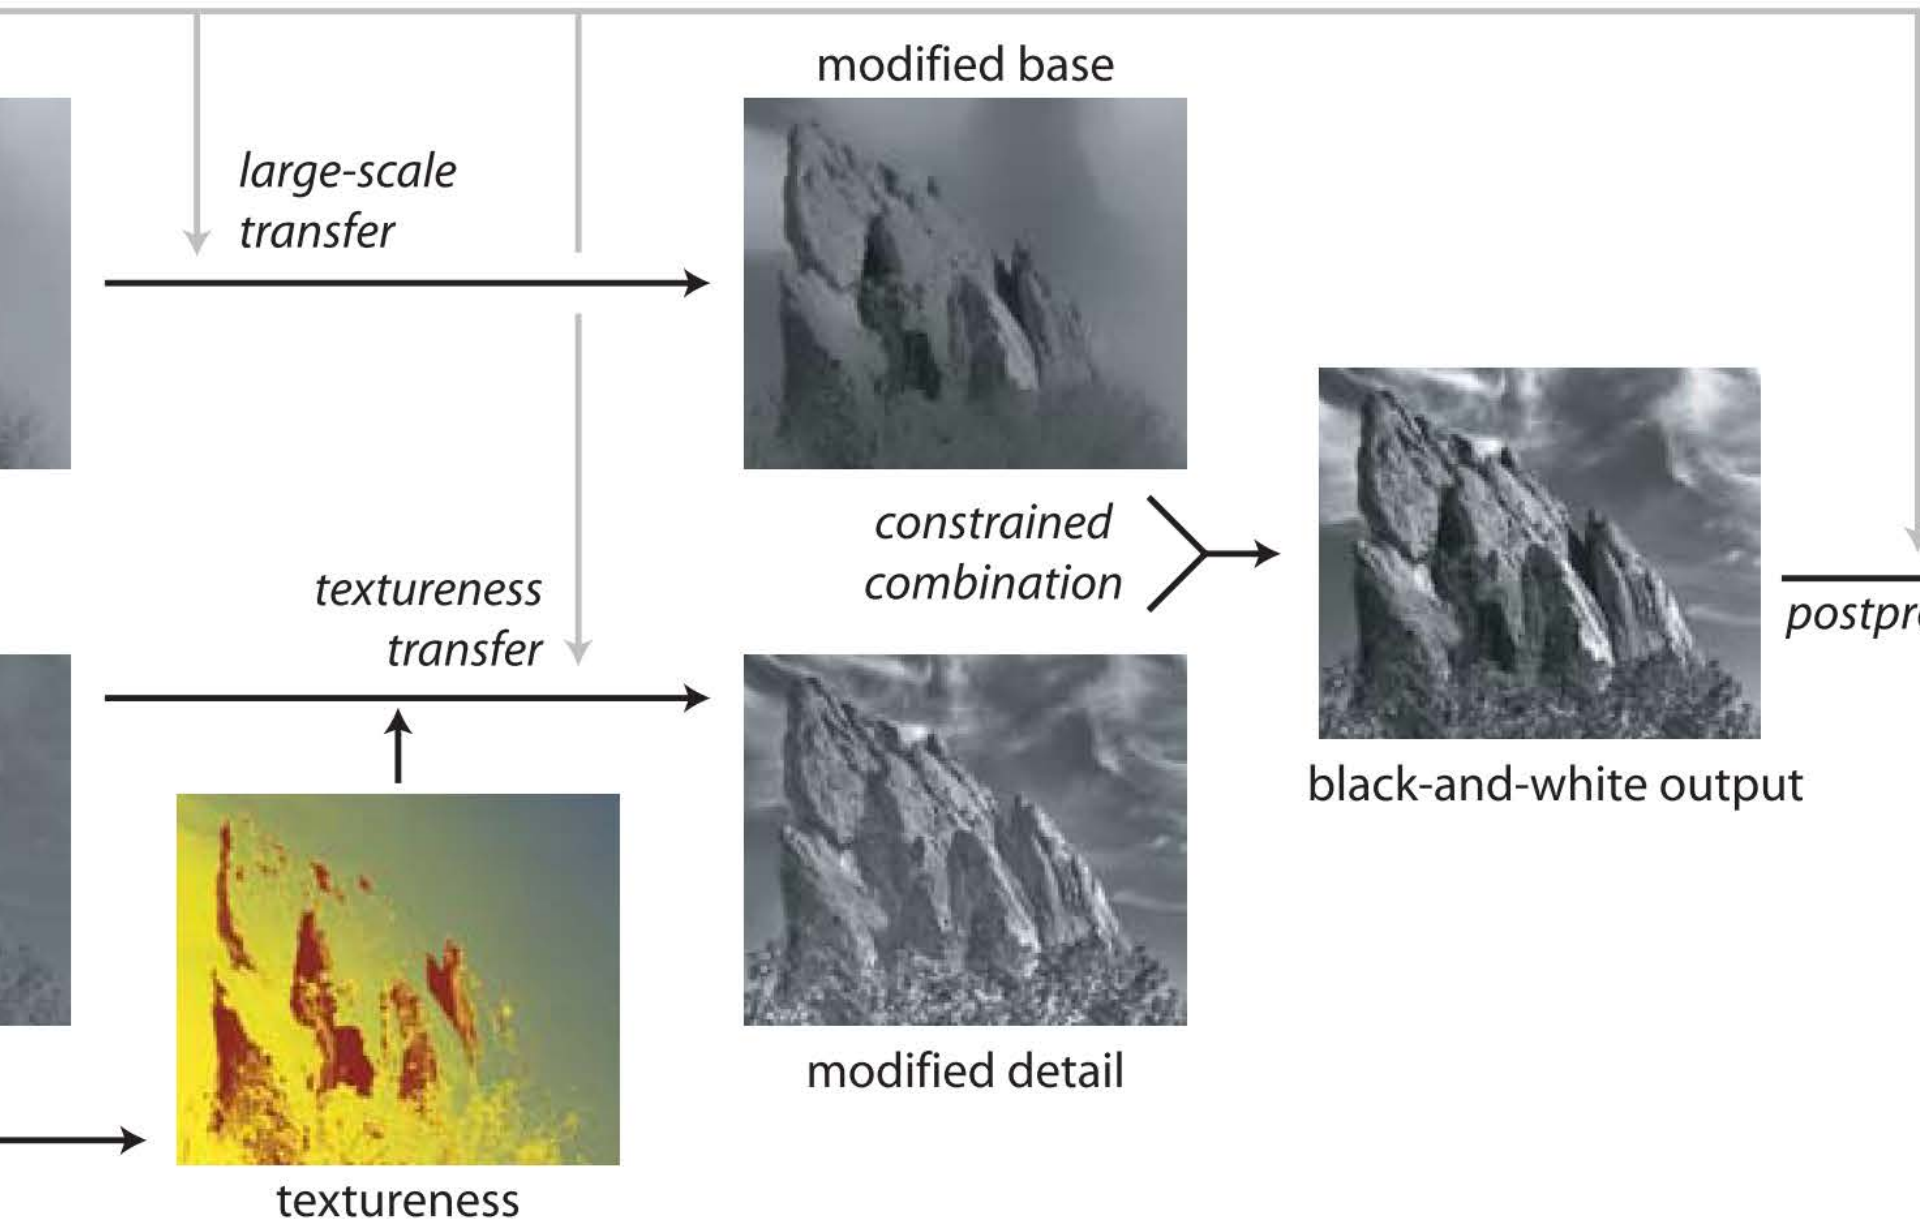 modified base
large-scale
transfer
constrained
combination
textureness
transfer
black-and-white output
modified detail
textureness